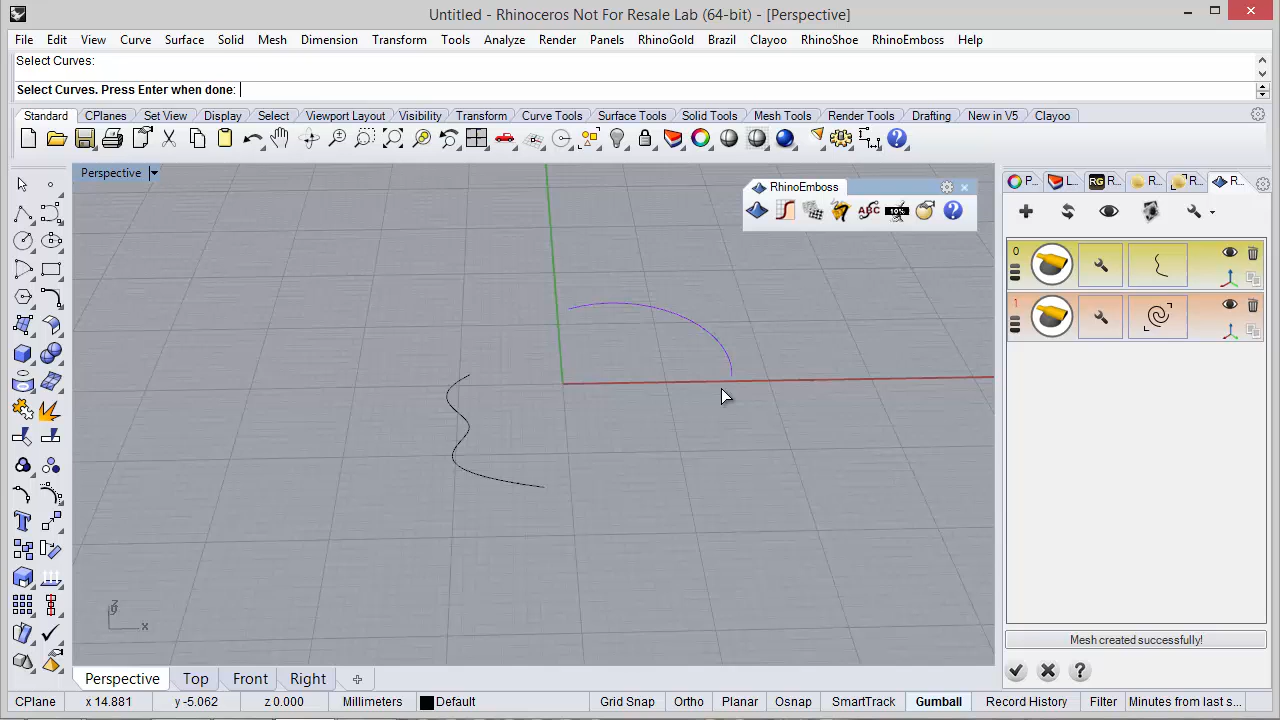 Untitled - Rhinoceros Not For Resale Lab (64-bit) - [Perspective]
File Edit View Curve Surface Solid Mesh Dimension Transform Tools Analyze Render Panels RhinoGold Brazil Clayoo RhinoShoe RhinoEmboss Help
Select Curves:
Select Curves. Press Enter when done:
Standard CPlanes Set View Display Select Viewport Layout Visibility Transform Curve Tools Surface Tools Solid Tools Mesh Tools Render Tools Drafting New in V5 Clayoo
Perspective
RhinoEmboss
P... L... RG R... R... R... R...
ABC 10%
0
1
z
x
Mesh created successfully!
Perspective Top Front Right
CPlane x 14.881 y -5.062 z 0.000 Millimeters Default Grid Snap Ortho Planar Osnap SmartTrack Gumball Record History Filter Minutes from last s...